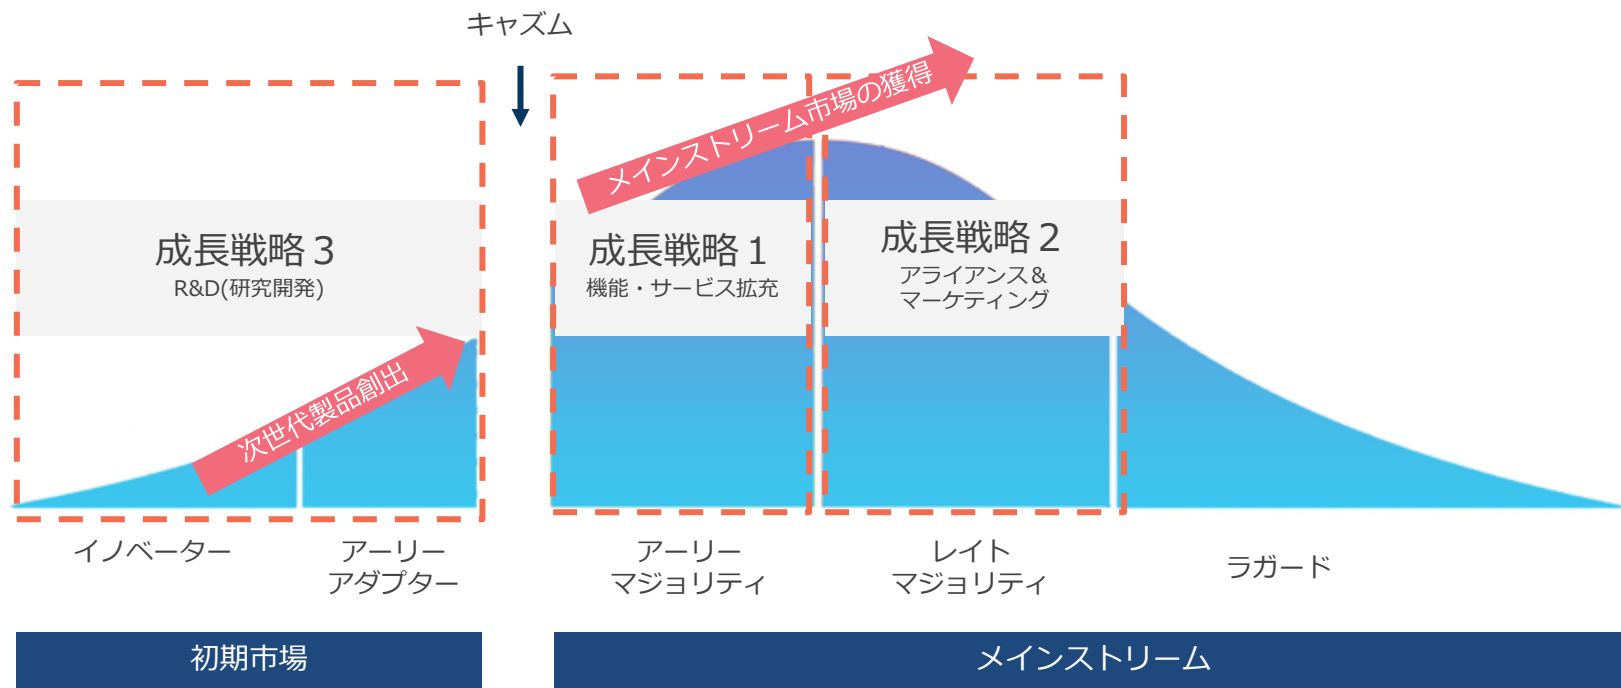 キャズム
メインストリーム市場の獲得
成長戦略３
R&D(研究開発)
成長戦略１
機能・サービス拡充
成長戦略２
アライアンス＆
マーケティング
次世代製品創出
イノベーター
アーリー
アダプター
アーリー
マジョリティ
レイト
マジョリティ
ラガード
初期市場
メインストリーム